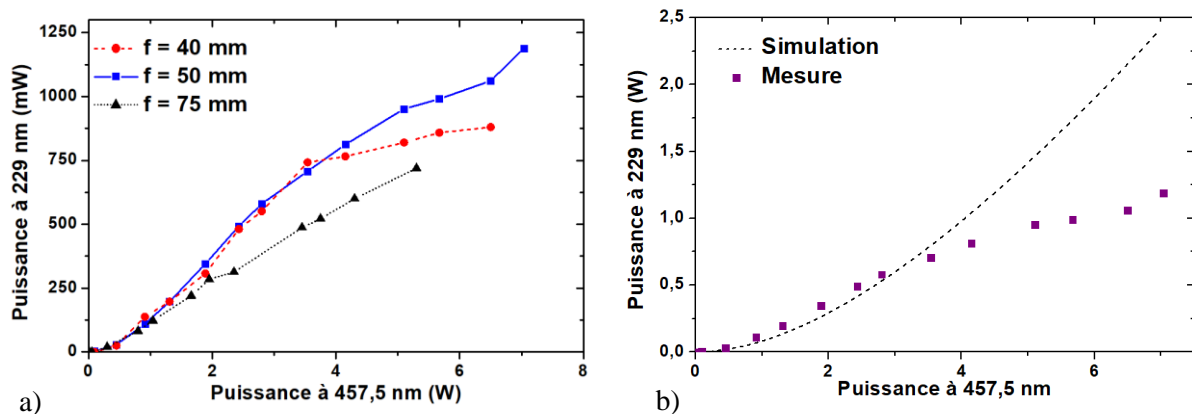 1250
1000
750
500
250
0
0 2 4 6 8
Puissance à 229 nm (mW)
Puissance à 457,5 nm (W)
f = 40 mm
f = 50 mm
f = 75 mm
a)
2,5
2,0
1,5
1,0
0,5
0,0
0 2 4 6
Puissance à 229 nm (W)
Puissance à 457,5 nm
Simulation
Mesure
b)